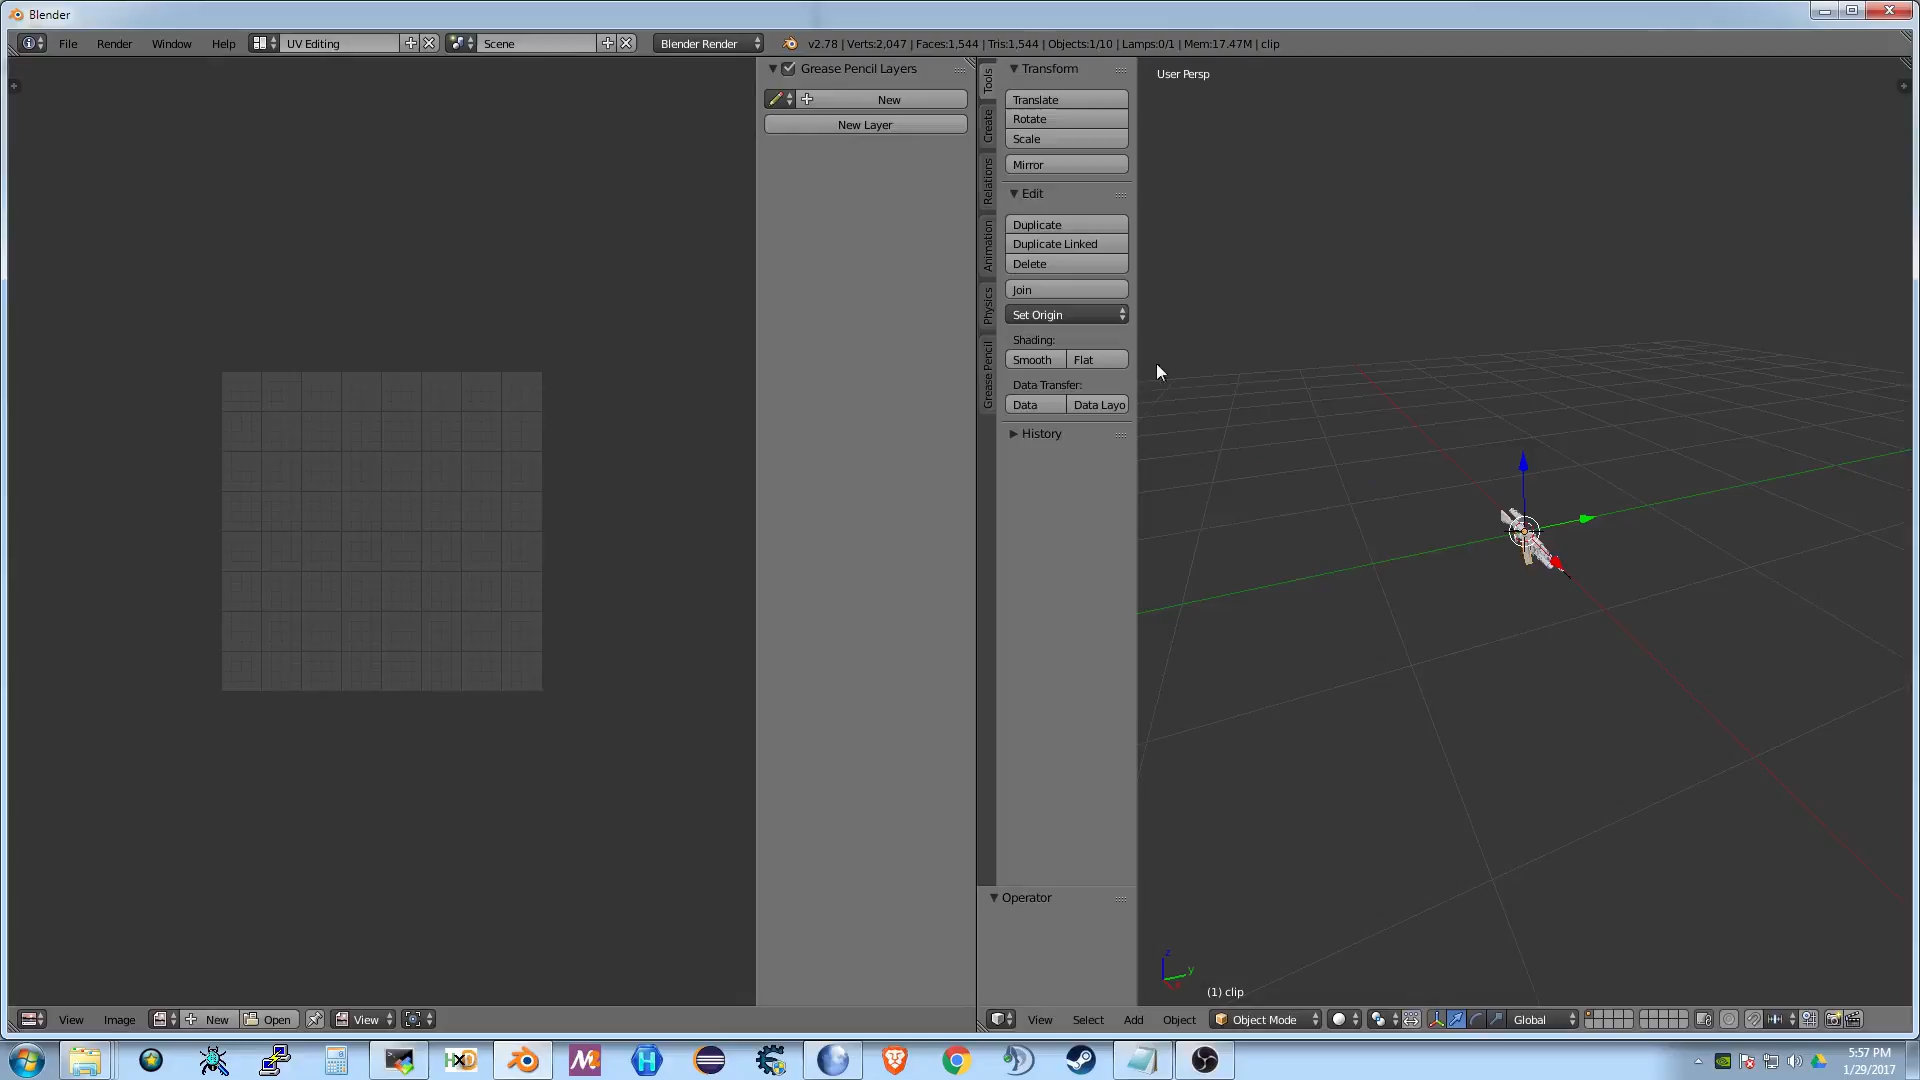 Blender
File Render Window Help UV Editing Scene Blender Render v2.78 | Verts:2,047 | Faces:1,544 | Tris:1,544 | Objects:1/10 | Lamps:0/1 | Mem:17.47M | clip
Grease Pencil Layers
New
New Layer
Tools
Create
Relations
Animation
Physics
Grease Pencil
Transform
Translate
Rotate
Scale
Mirror
Edit
Duplicate
Duplicate Linked
Delete
Join
Set Origin
Shading:
Smooth Flat
Data Transfer:
Data Data Layo
History
Operator
User Persp
z
y
x
(1) clip
View Image New Open View
View Select Add Object Object Mode Global
HXD
M
H
5:57 PM
1/29/2017